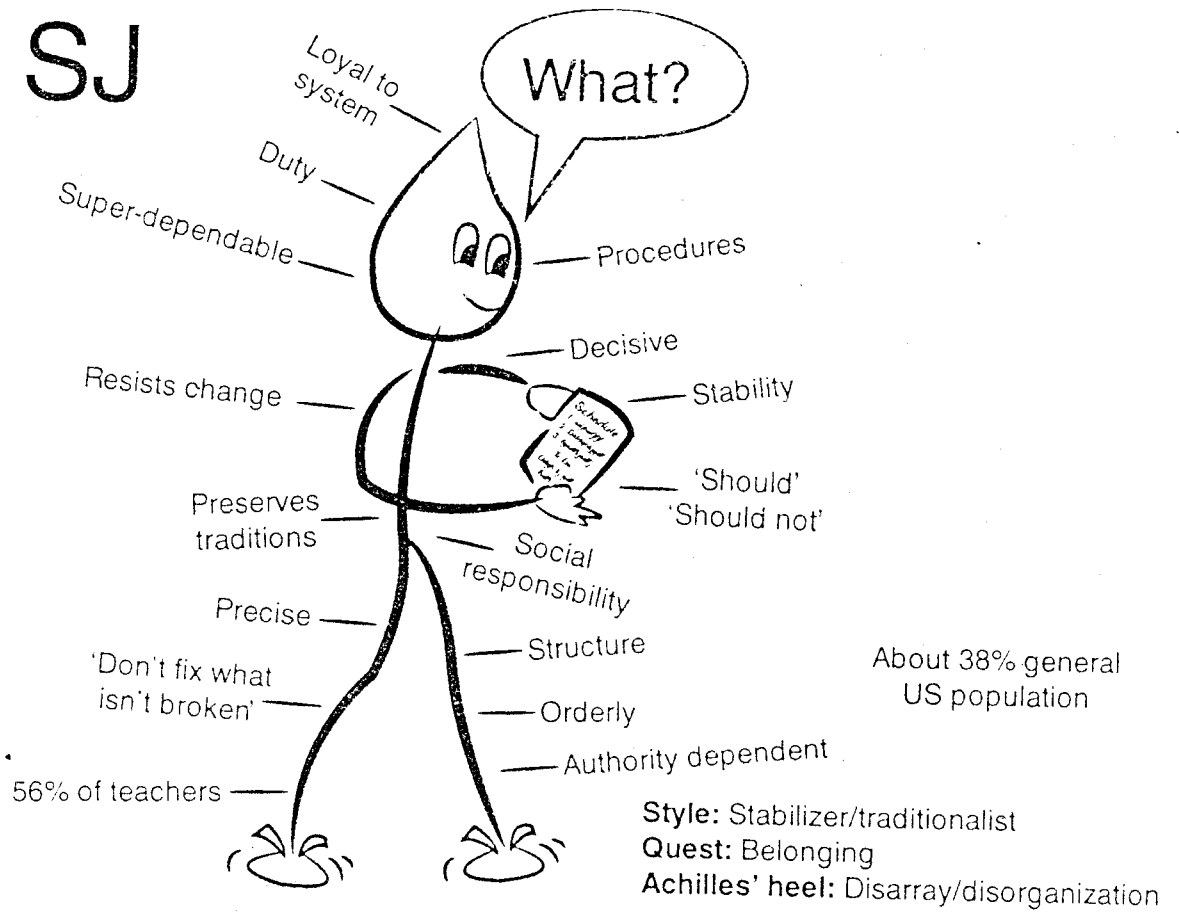 SJ
What?
Loyal to
system
Duty
Super-dependable
Procedures
Decisive
Resists change
Stability
Schedule
'Should'
'Should not'
Preserves
traditions
Social
responsibility
Precise
Structure
'Don't fix what
isn't broken'
About 38% general
US population
Orderly
Authority dependent
56% of teachers
Style: Stabilizer/traditionalist
Quest: Belonging
Achilles' heel: Disarray/disorganization